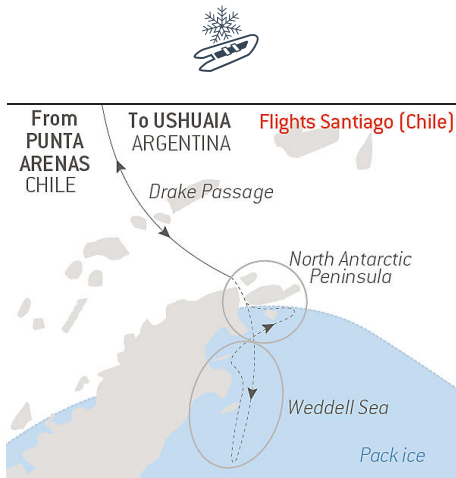 From
PUNTA
ARENAS
CHILE
To USHUAIA
ARGENTINA
Flights Santiago (Chile)
Drake Passage
North Antarctic
Peninsula
Weddell Sea
Pack ice